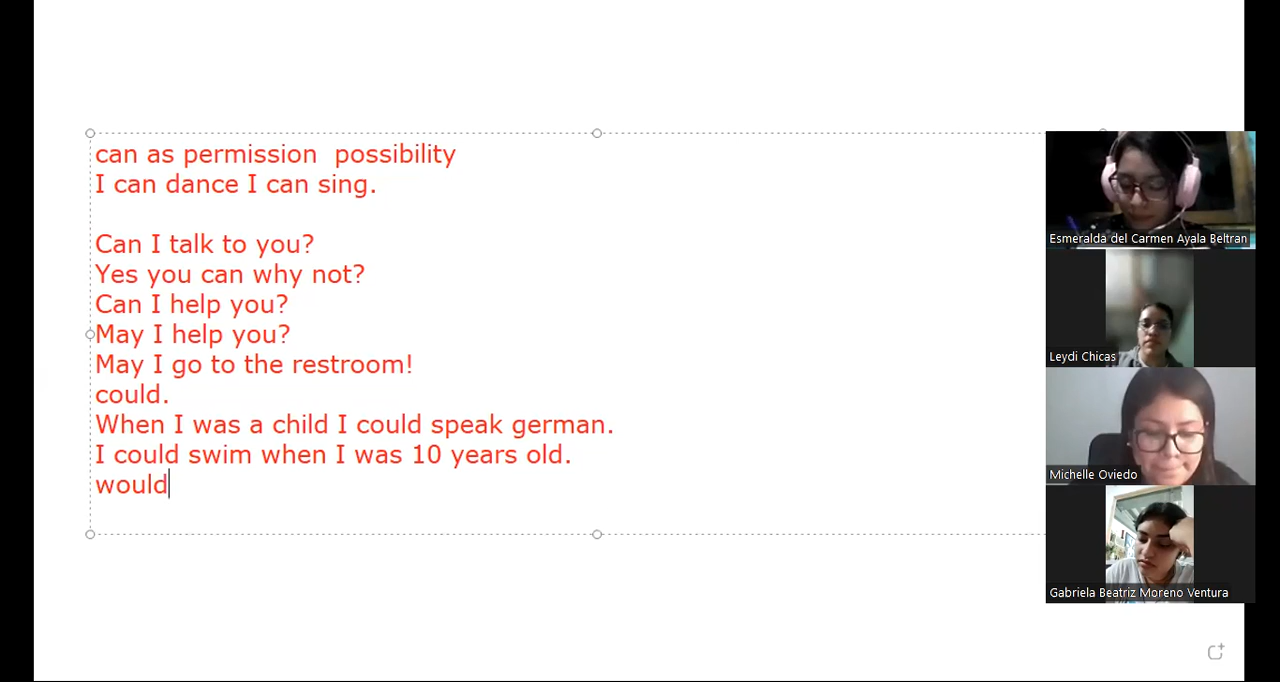 can as permission  possibility
I can dance I can sing.
Can I talk to you?
Yes you can why not?
Can I help you?
May I help you?
May I go to the restroom!
could.
When I was a child I could speak german.
I could swim when I was 10 years old.
would
Esmeralda del Carmen Ayala Beltran
Leydi Chicas
Michelle Oviedo
Gabriela Beatriz Moreno Ventura